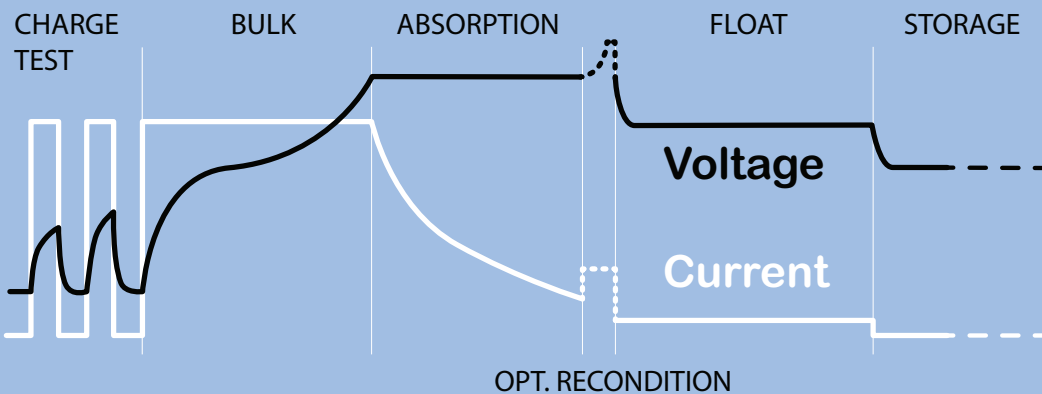 CHARGE
TEST
BULK
ABSORPTION
FLOAT
STORAGE
Voltage
Current
OPT. RECONDITION